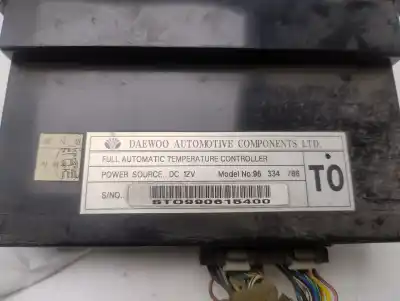 DAEWOO AUTOMOTIVE COMPONENTS LTD.
FULL AUTOMATIC TEMPERATURE CONTROLLER
POWER SOURCE : DC 12V Model No.96 334 786
TO
S/NO.:
5TO990615400